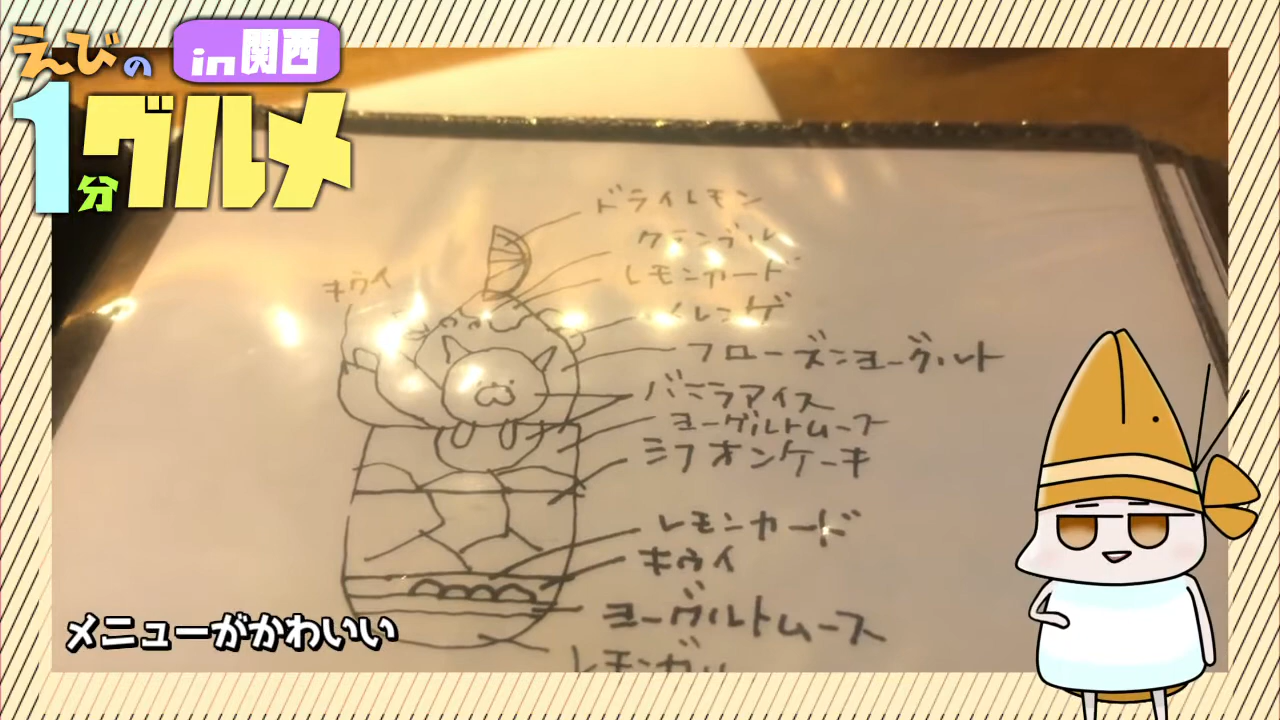 えびの
in関西
1分グルメ
ドライレモン
クランブル
レモンカード
キウイ
メレンゲ
フローズンヨーグルト
バニラアイス
ヨーグルトムース
シフォンケーキ
レモンカード
キウイ
ヨーグルトムース
メニューがかわいい